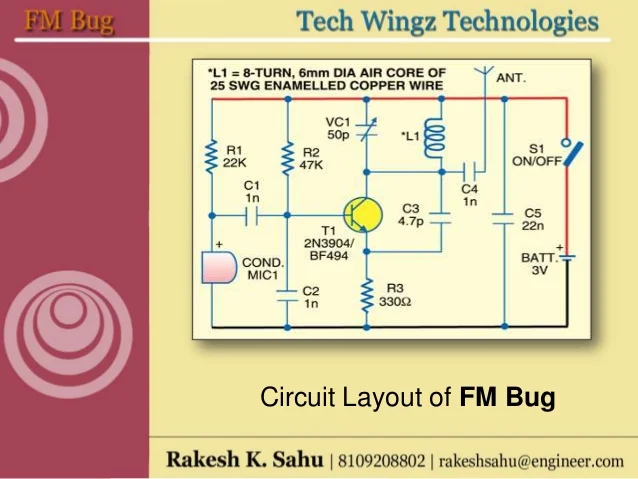 FM Bug
Tech Wingz Technologies
*L1 = 8-TURN, 6mm DIA AIR CORE OF
25 SWG ENAMELLED COPPER WIRE
ANT.
VC1
50p
*L1
R1
22K
R2
47K
S1
ON/OFF
C1
1n
C4
1n
C3
4.7p
C5
22n
T1
2N3904/
BF494
+
COND.
MIC1
+
BATT.
3V
C2
1n
R3
330Ω
Circuit Layout of FM Bug
Rakesh K. Sahu | 8109208802 | rakeshsahu@engineer.com